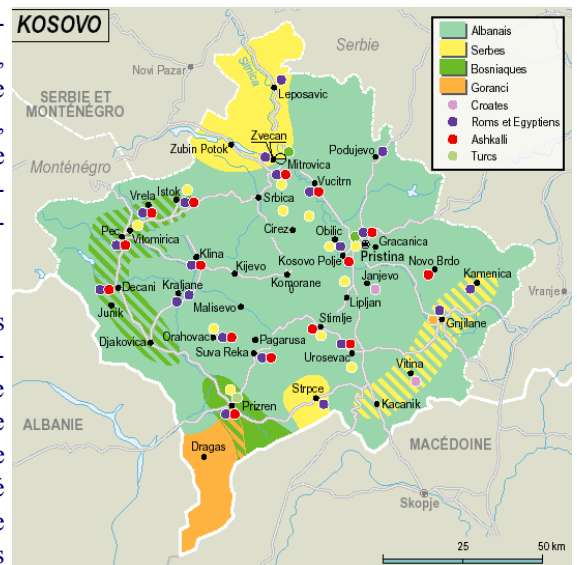 KOSOVO
Albanais
Serbes
Bosniaques
Goranci
Croates
Roms et Egyptiens
Ashkalli
Turcs
Serbie
Novi Pazar
Sitnica
Leposavic
SERBIE ET
MONTÉNÉGRO
Zvecan
Zubin Potok
Podujevo
Mitrovica
Monténégro
Vucitrn
Istok
Vrela
Srbica
Pec
Vitomirica
Cirez
Obilic
Gracanica
Pristina
Klina
Kosovo Polje
Novo Brdo
Kijevo
Komorane
Janjevo
Kamenica
Decani
Kraljane
Vranje
Junik
Malisevo
Lipljan
Gnjilane
Djakovica
Orahovac
Pagarusa
Stimlje
Suva Reka
Urosevac
Vitina
Strpce
Kacanik
Prizren
ALBANIE
Dragas
MACÉDOINE
Skopje
25
50 km